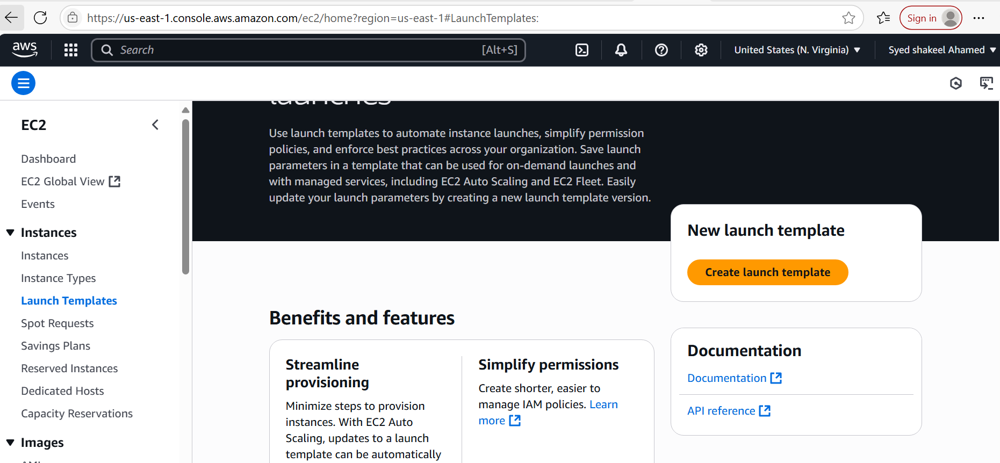 https://us-east-1.console.aws.amazon.com/ec2/home?region=us-east-1#LaunchTemplates:
Sign in
aws
Search
[Alt+S]
United States (N. Virginia)
Syed shakeel Ahamed
EC2
Dashboard
EC2 Global View
Events
Instances
Instances
Instance Types
Launch Templates
Spot Requests
Savings Plans
Reserved Instances
Dedicated Hosts
Capacity Reservations
Images
launches
Use launch templates to automate instance launches, simplify permission
policies, and enforce best practices across your organization. Save launch
parameters in a template that can be used for on-demand launches and
with managed services, including EC2 Auto Scaling and EC2 Fleet. Easily
update your launch parameters by creating a new launch template version.
New launch template
Create launch template
Benefits and features
Streamline
provisioning
Minimize steps to provision
instances. With EC2 Auto
Scaling, updates to a launch
template can be automatically
Simplify permissions
Create shorter, easier to
manage IAM policies. Learn
more
Documentation
Documentation
API reference